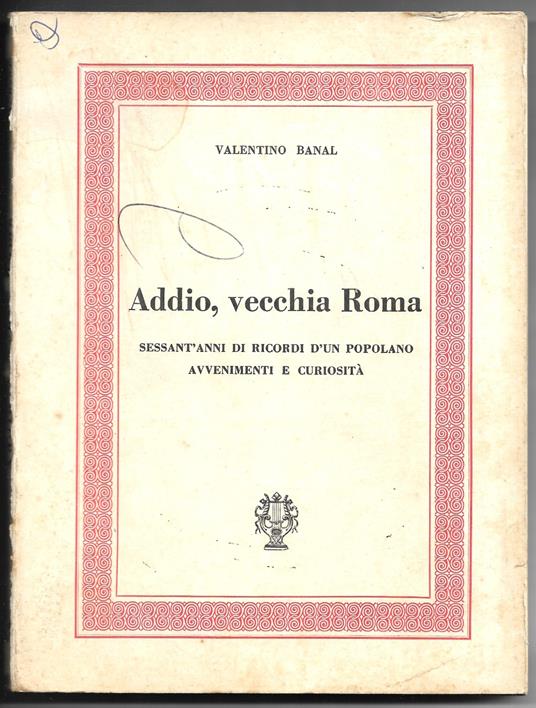 VALENTINO BANAL
Addio, vecchia Roma
SESSANT'ANNI DI RICORDI D'UN POPOLANO
AVVENIMENTI E CURIOSITÀ